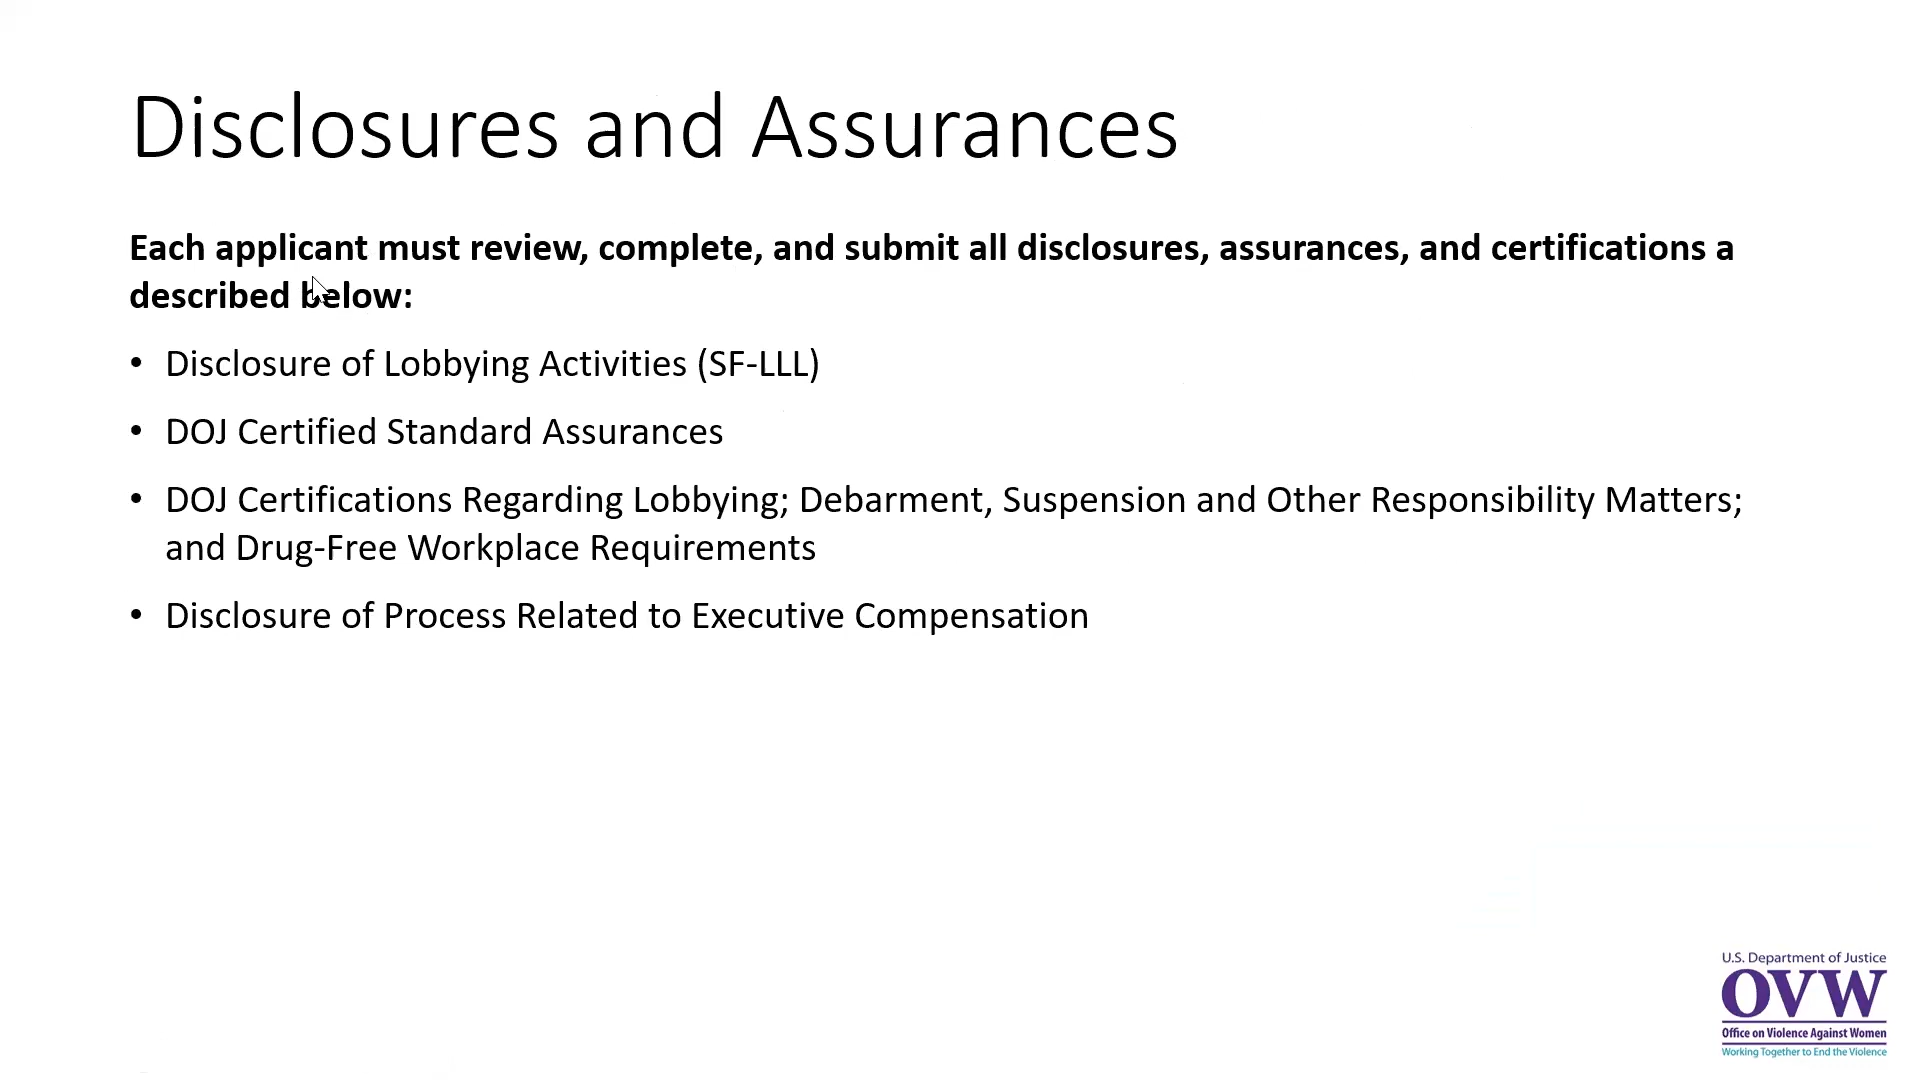 Disclosures and Assurances
Each applicant must review, complete, and submit all disclosures, assurances, and certifications a
described below:
• Disclosure of Lobbying Activities (SF-LLL)
• DOJ Certified Standard Assurances
• DOJ Certifications Regarding Lobbying; Debarment, Suspension and Other Responsibility Matters;
and Drug-Free Workplace Requirements
• Disclosure of Process Related to Executive Compensation
U.S. Department of Justice
OVW
Office on Violence Against Women
Working Together to End the Violence